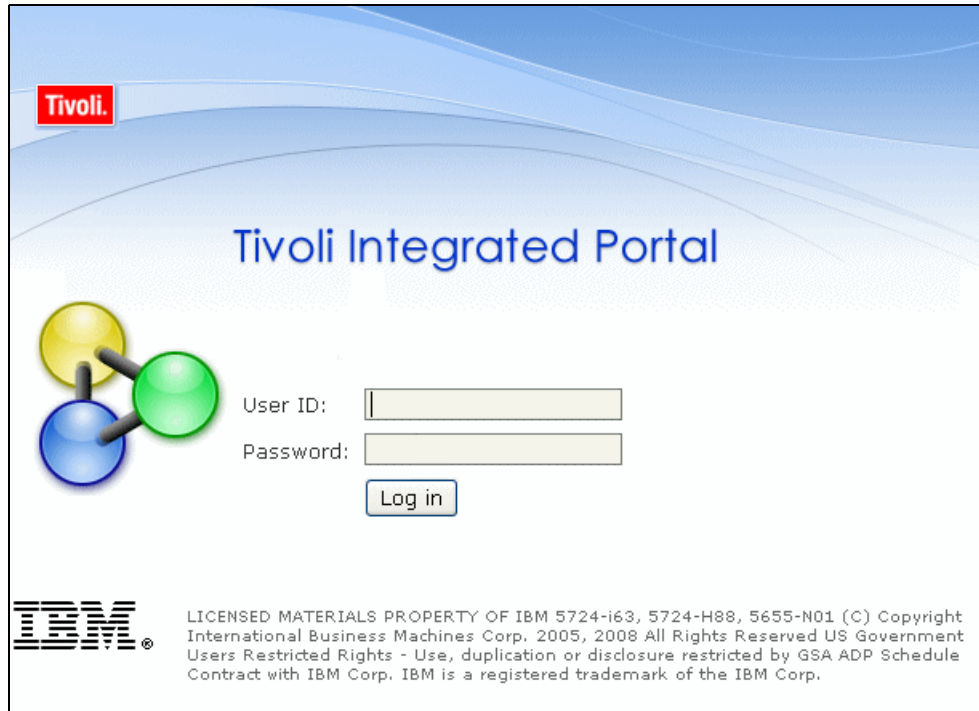 Tivoli.
Tivoli Integrated Portal
User ID:
Password:
Log in
IBM®
LICENSED MATERIALS PROPERTY OF IBM 5724-i63, 5724-H88, 5655-N01 (C) Copyright
International Business Machines Corp. 2005, 2008 All Rights Reserved US Government
Users Restricted Rights - Use, duplication or disclosure restricted by GSA ADP Schedule
Contract with IBM Corp. IBM is a registered trademark of the IBM Corp.